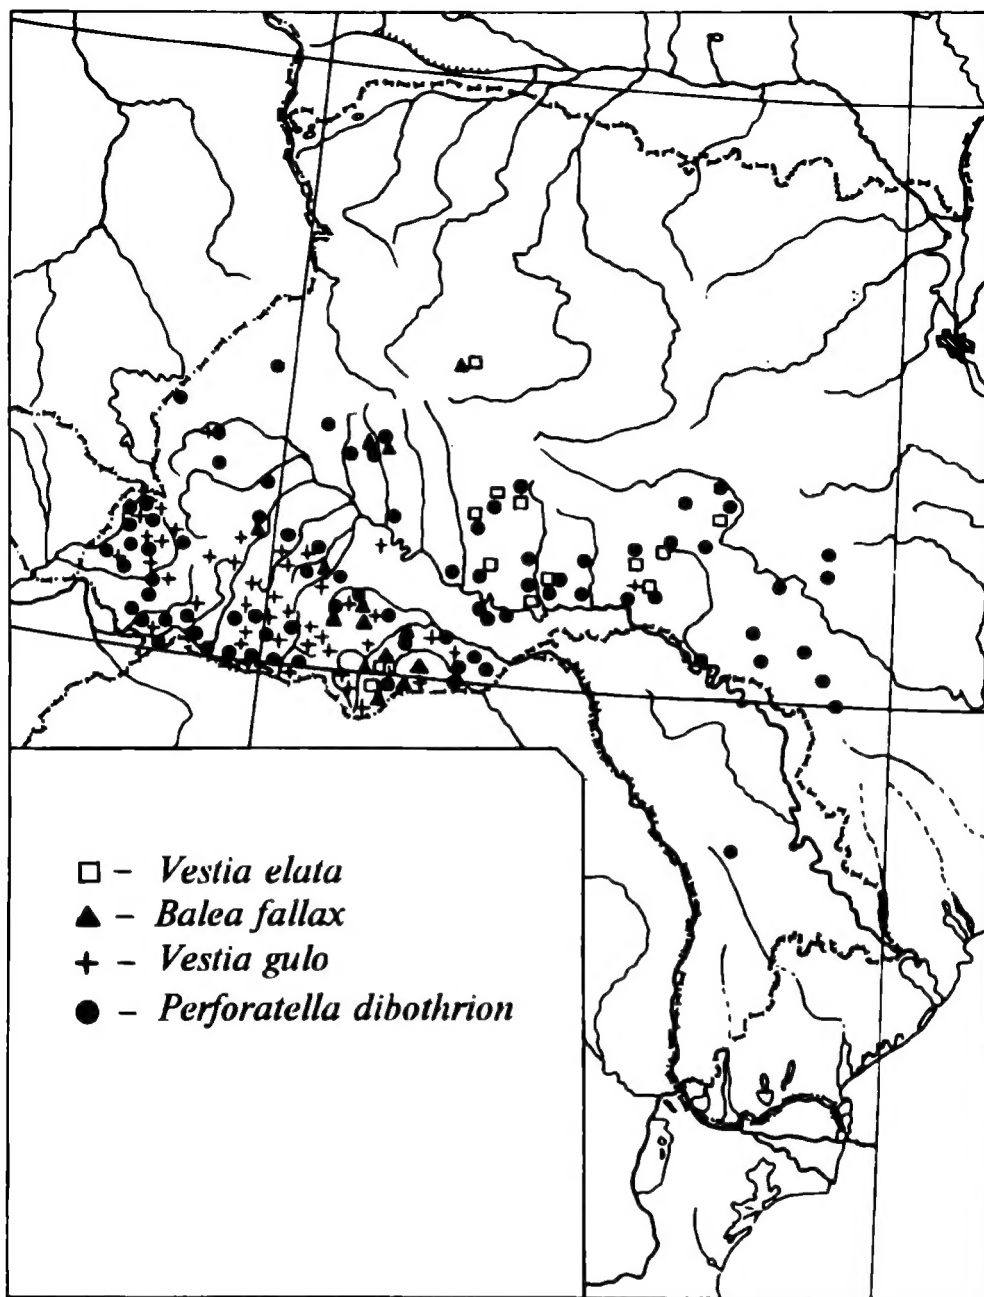 □ – Vestia elata
▲ – Balea fallax
+ – Vestia gulo
● – Perforatella dibothrion